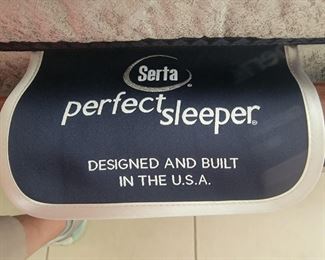 Serta®
perfect sleeper®
DESIGNED AND BUILT
IN THE U.S.A.